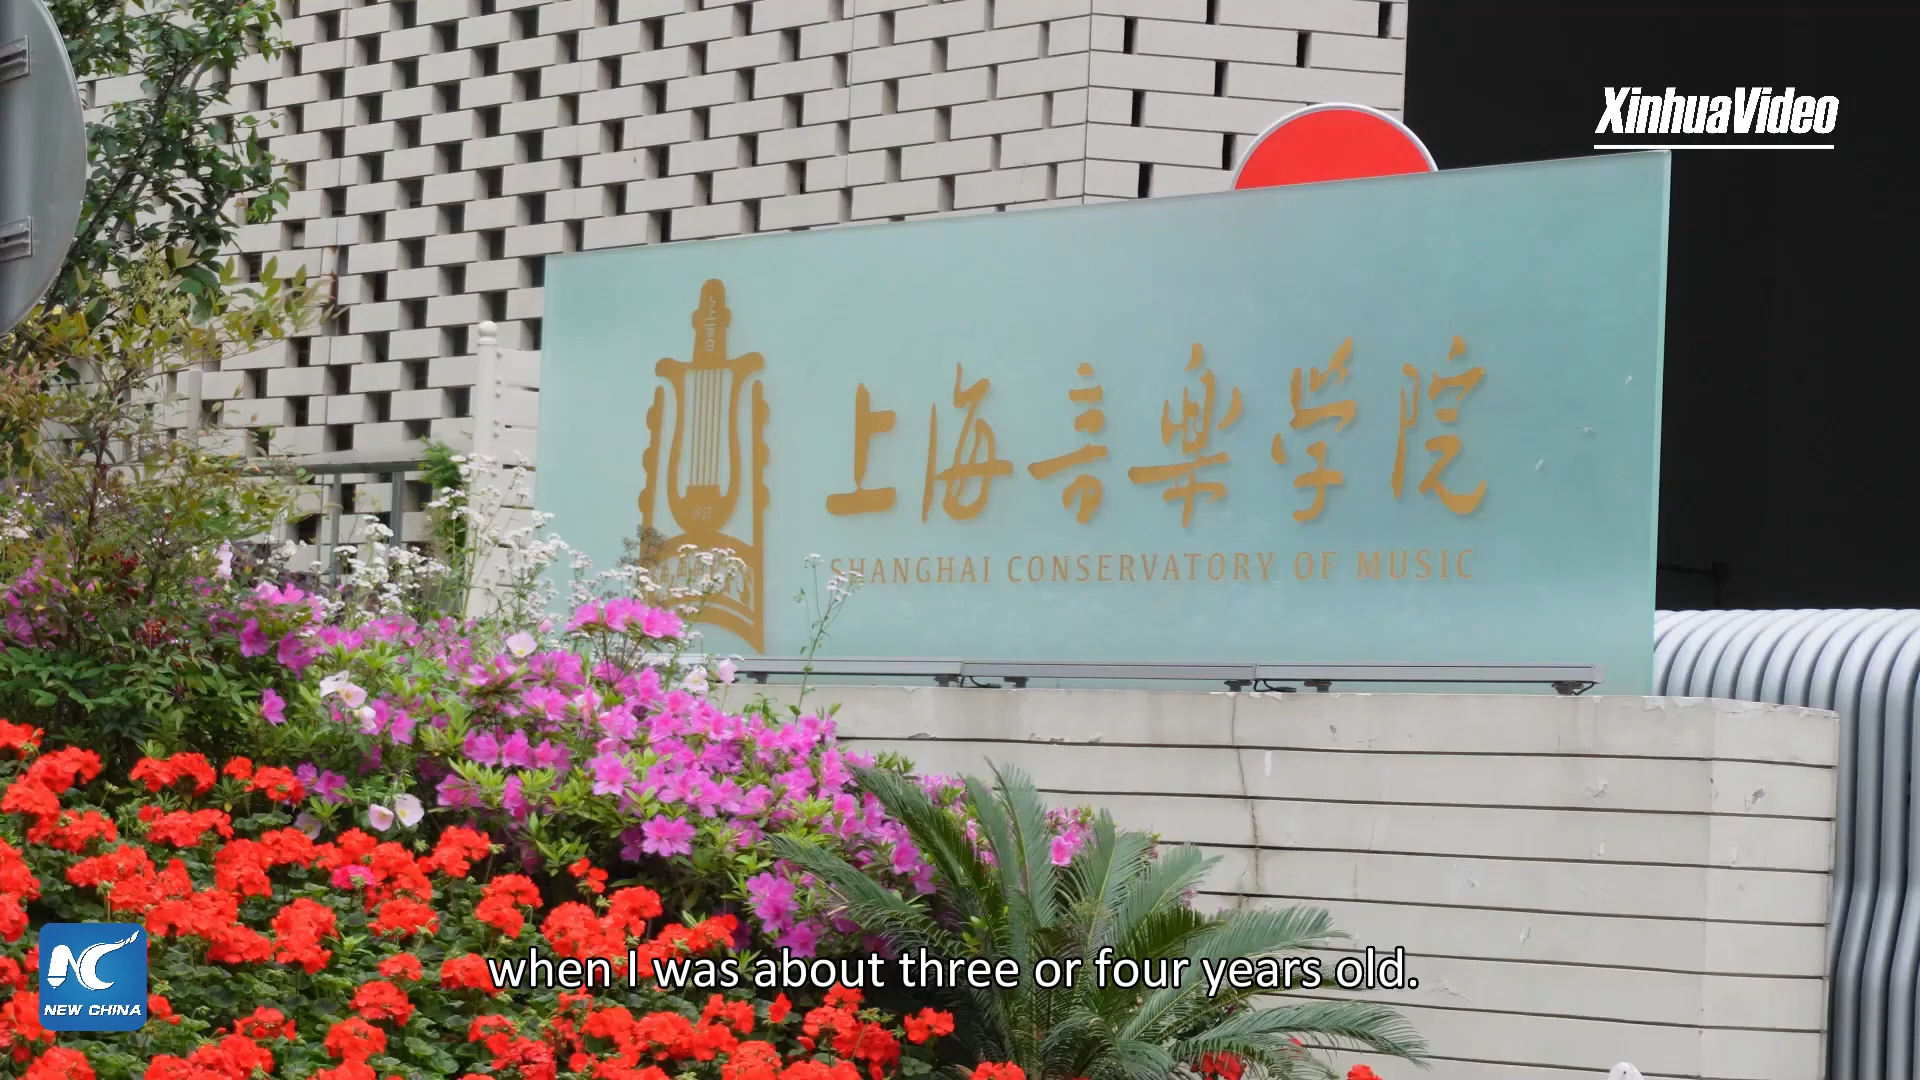 XinhuaVideo
上海音樂学院
SHANGHAI CONSERVATORY OF MUSIC
1927
when I was about three or four years old.
NEW CHINA